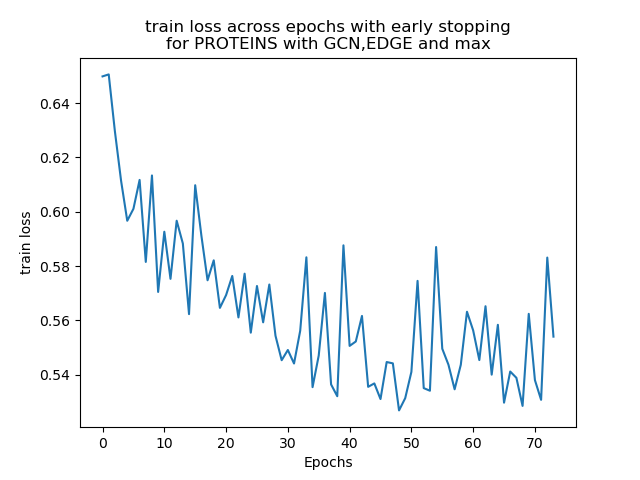 train loss across epochs with early stopping
for PROTEINS with GCN,EDGE and max
train loss
0.64
0.62
0.60
0.58
0.56
0.54
0 10 20 30 40 50 60 70
Epochs